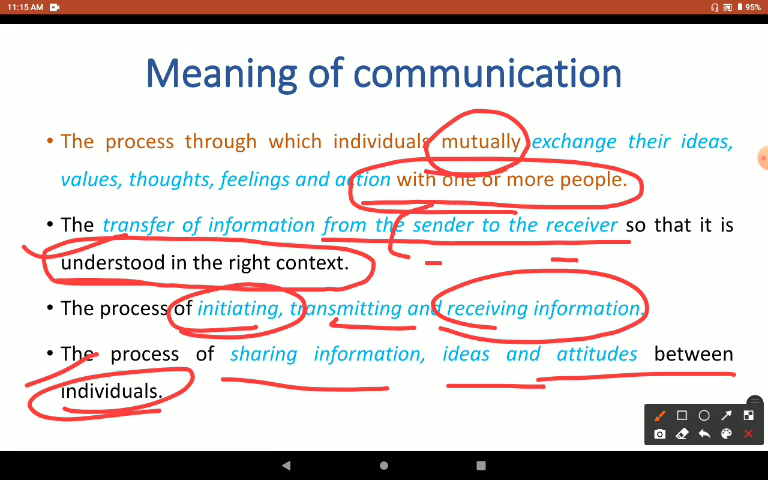 11:15 AM
95%
Meaning of communication
• The process through which individuals mutually exchange their ideas,
values, thoughts, feelings and action with one or more people.
• The transfer of information from the sender to the receiver so that it is
understood in the right context.
• The process of initiating, transmitting and receiving information.
• The process of sharing information, ideas and attitudes between
individuals.